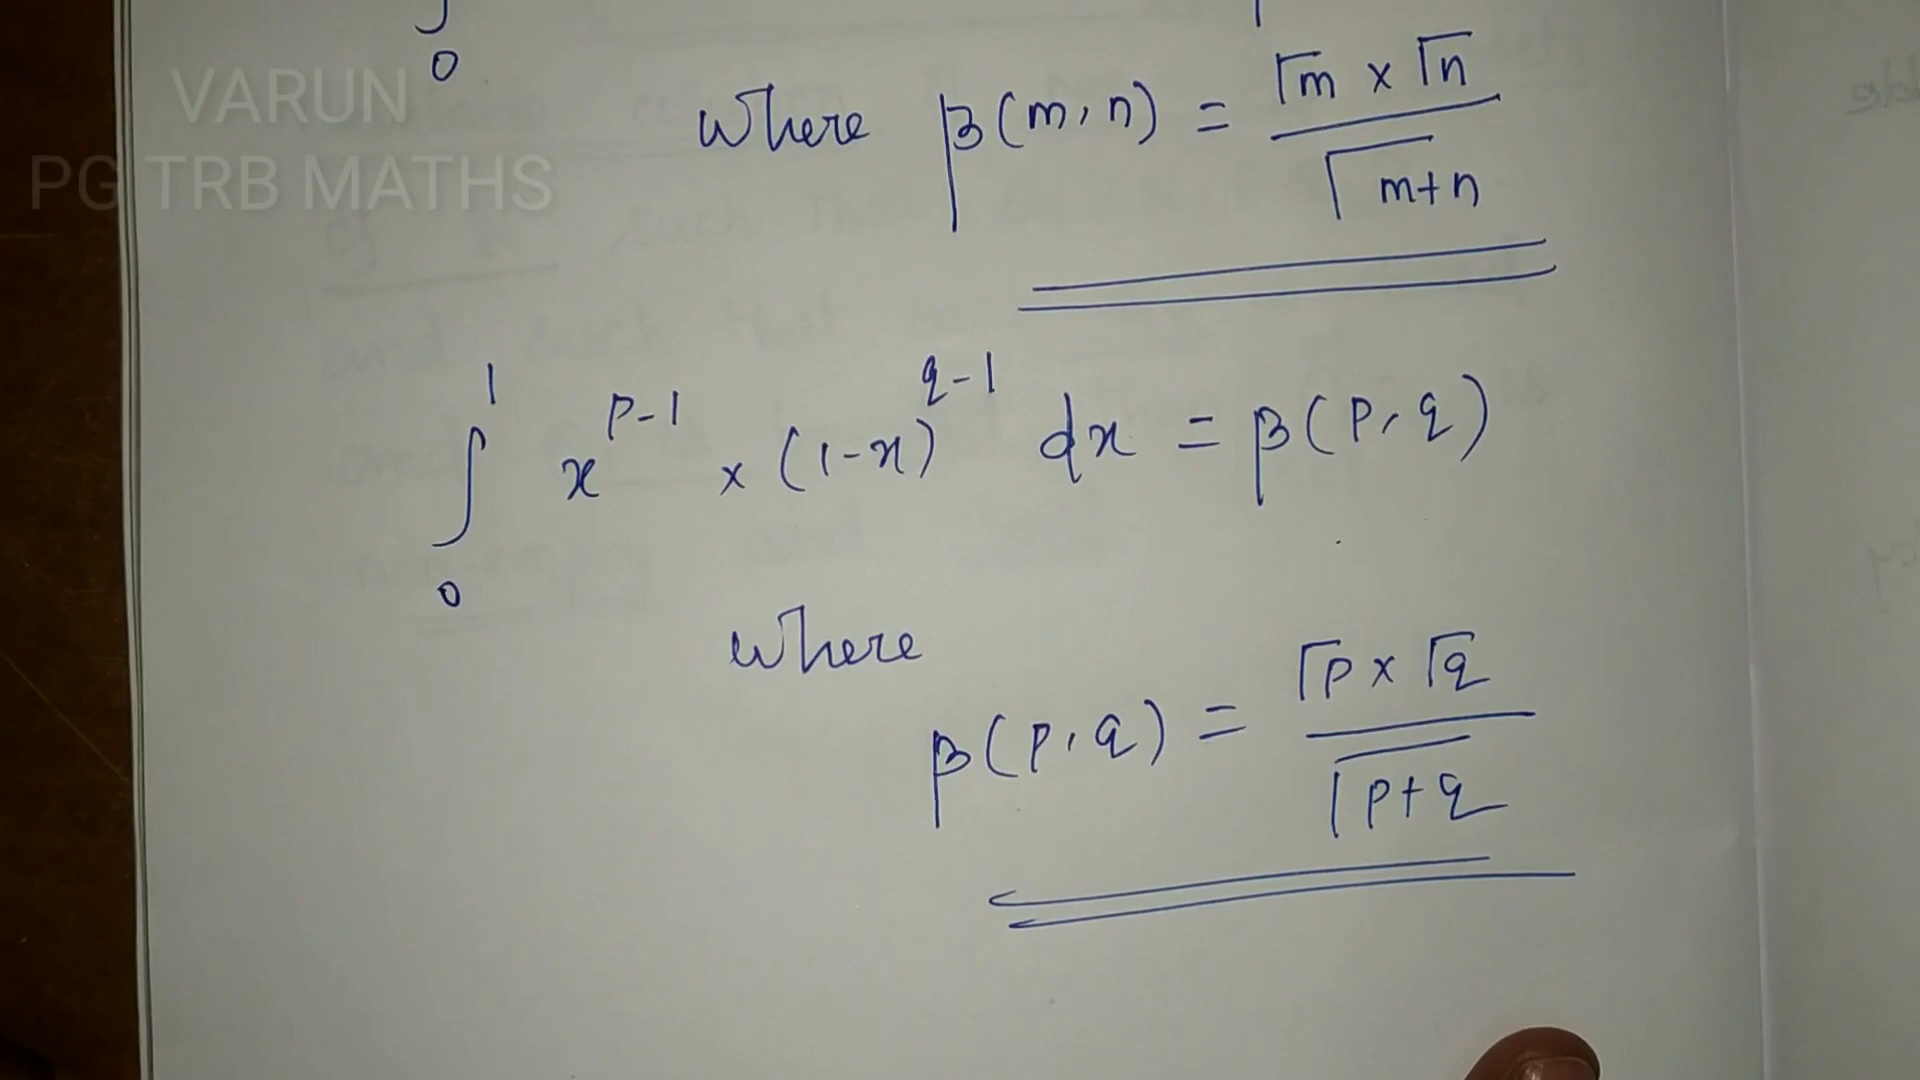 ∫
0
VARUN
PG TRB MATHS
where β(m, n) = Γm × Γn / Γm+n
∫₀¹ x^(p-1) × (1-x)^(q-1) dx = β(p, q)
where
β(p, q) = Γp × Γq / Γp+q